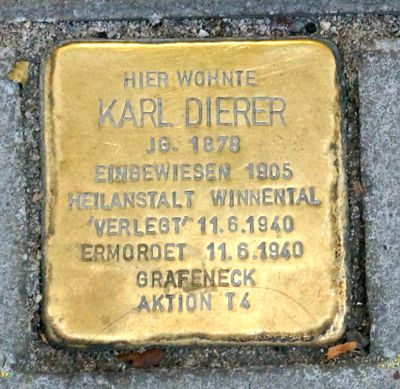 HIER WOHNTE
KARL DIERER
JG. 1878
EINGEWIESEN 1905
HEILANSTALT WINNENTAL
'VERLEGT' 11.6.1940
ERMORDET 11.6.1940
GRAFENECK
AKTION T4